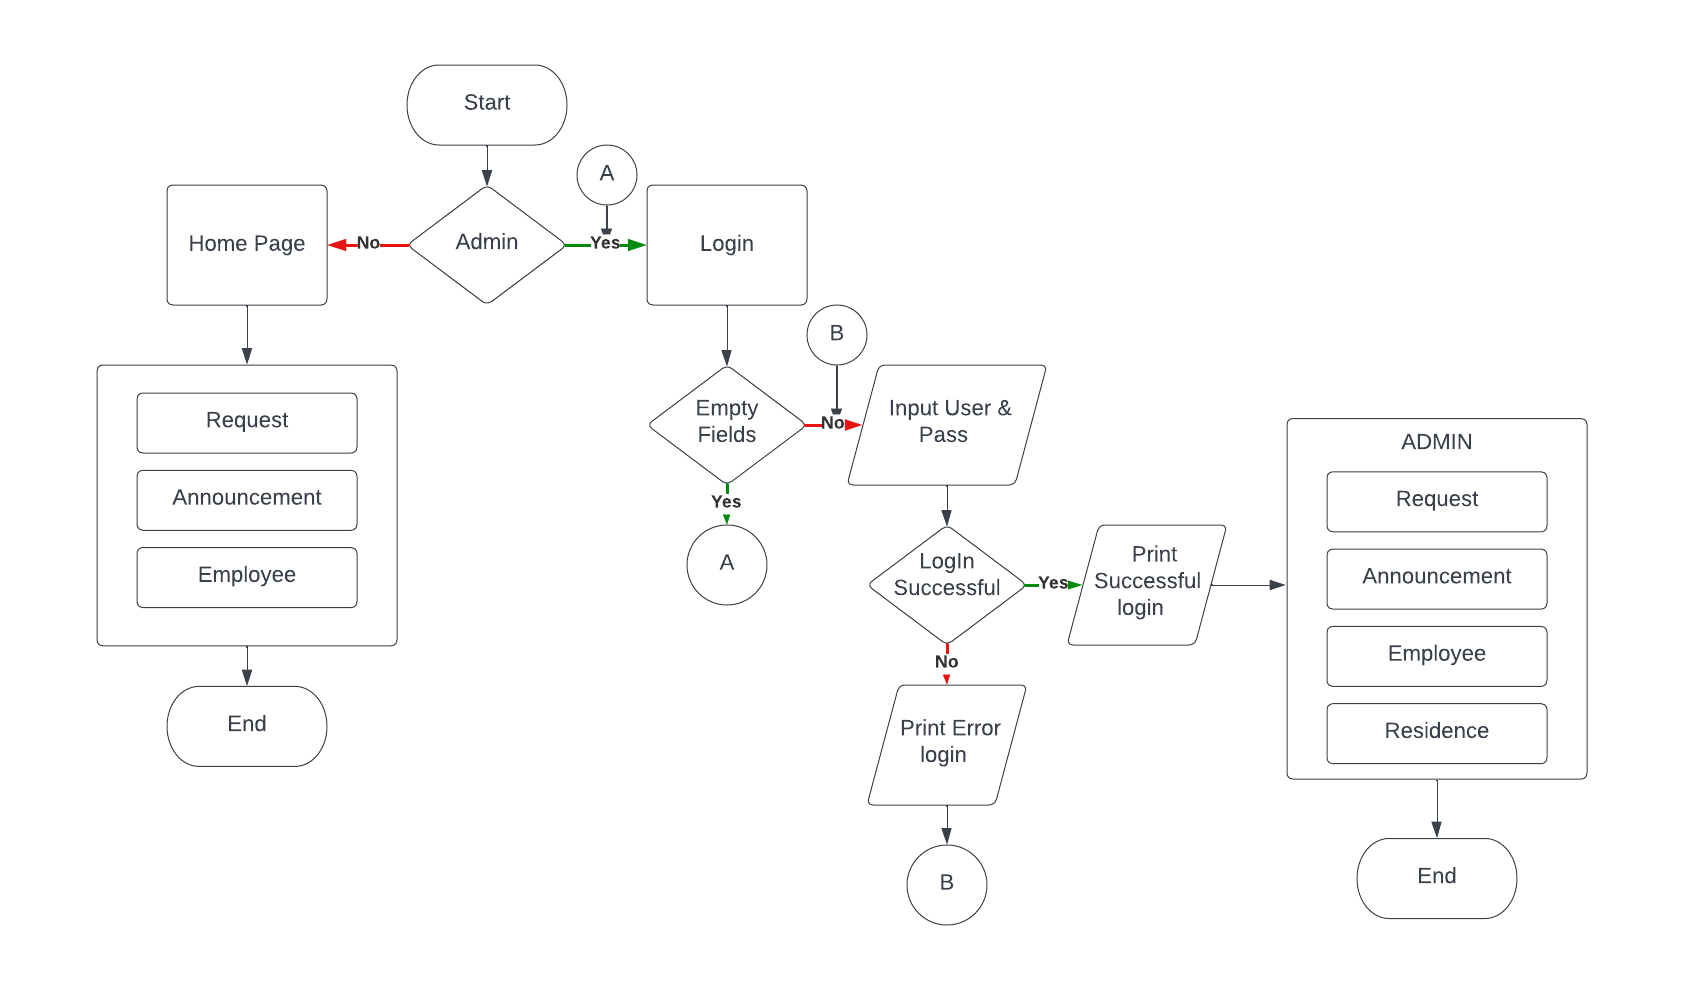 Start
A
Home Page
No
Admin
Yes
Login
B
Request
Announcement
Employee
End
Empty
Fields
No
Yes
A
Input User &
Pass
LogIn
Successful
Yes
Print
Successful
login
No
Print Error
login
B
ADMIN
Request
Announcement
Employee
Residence
End